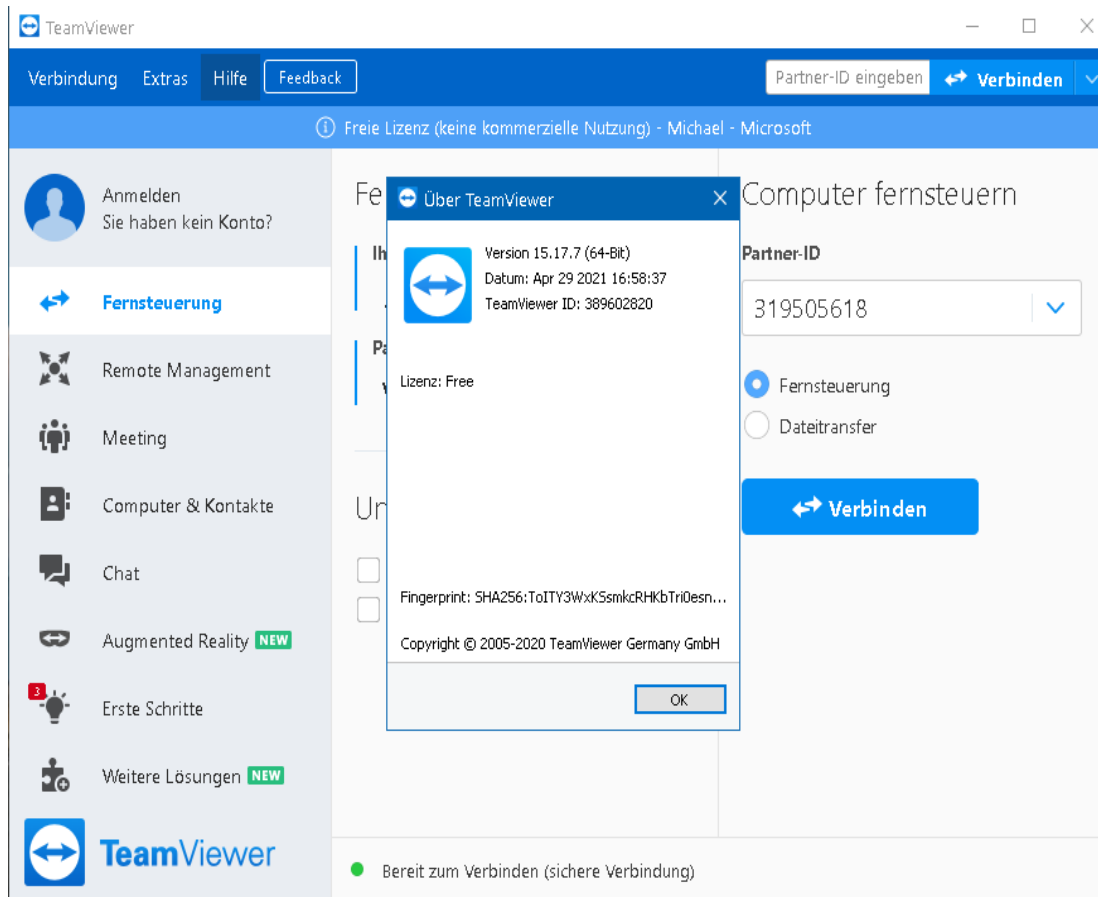 TeamViewer
Verbindung Extras Hilfe Feedback Partner-ID eingeben Verbinden
Freie Lizenz (keine kommerzielle Nutzung) - Michael - Microsoft
Anmelden
Sie haben kein Konto?
Fernsteuerung
Remote Management
Meeting
Computer & Kontakte
Chat
Augmented Reality NEW
3
Erste Schritte
Weitere Lösungen NEW
TeamViewer
Fe
Ih
Pa
Un
Über TeamViewer
Version 15.17.7 (64-Bit)
Datum: Apr 29 2021 16:58:37
TeamViewer ID: 389602820
Lizenz: Free
Fingerprint: SHA256:ToITY3WxKSsmkcRHKbTri0esn...
Copyright © 2005-2020 TeamViewer Germany GmbH
OK
Computer fernsteuern
Partner-ID
319505618
Fernsteuerung
Dateitransfer
Verbinden
Bereit zum Verbinden (sichere Verbindung)